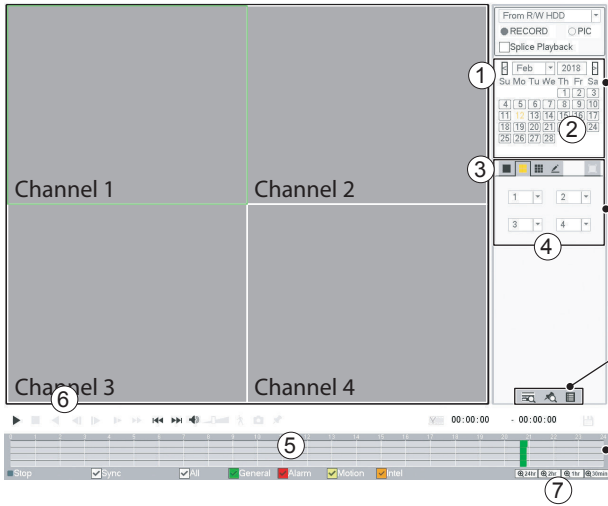 From R/W HDD
RECORD PIC
Splice Playback
1
< Feb 2018 >
Su Mo Tu We Th Fr Sa
1 2 3
4 5 6 7 8 9 10
11 12 13 14 15 16 17
18 19 20 21 24
25 26 27 28
2
3
1 2
3 4
4
Channel 1
Channel 2
Channel 3
Channel 4
6
00:00:00 - 00:00:00
5
Stop Sync All General Alarm Motion Intel
24hr 2hr 1hr 30min
7